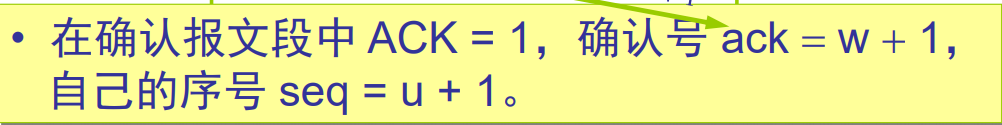 • 在确认报文段中 ACK = 1，确认号 ack = w + 1，
自己的序号 seq = u + 1。